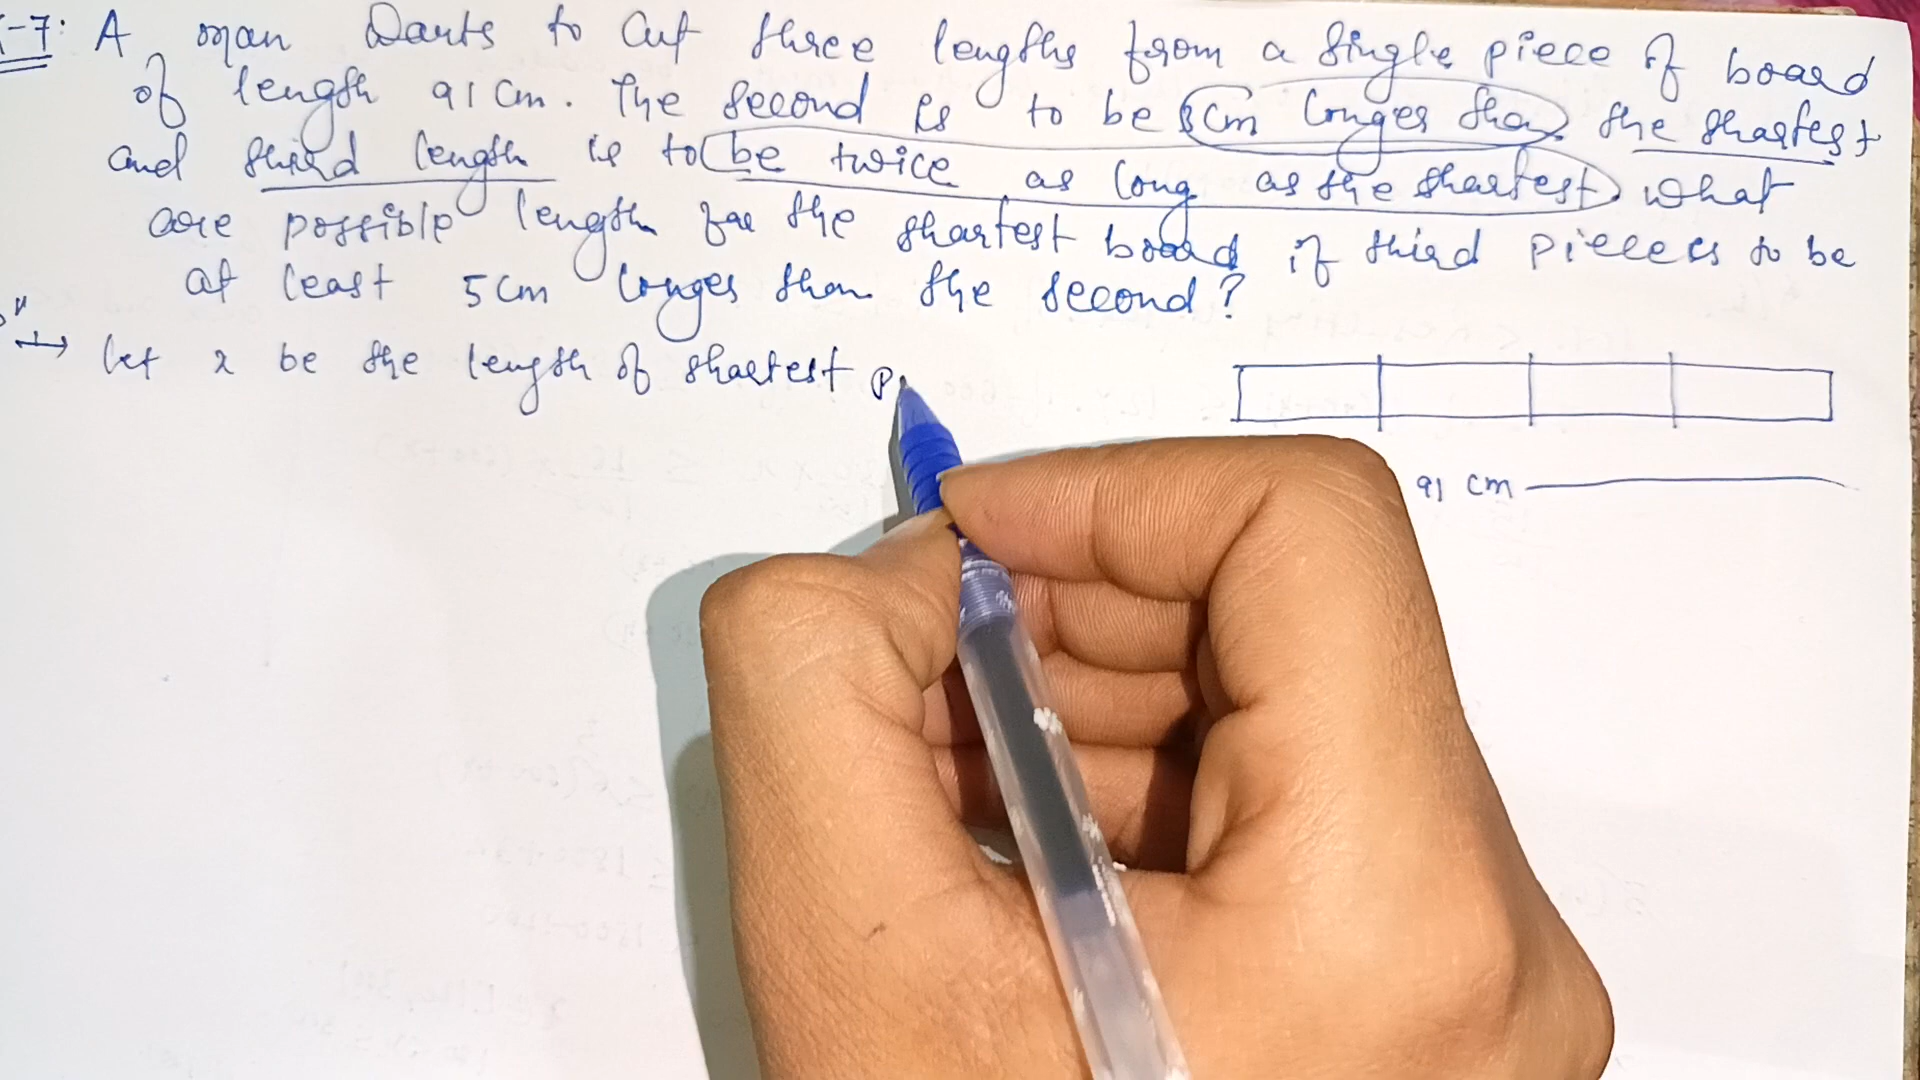 -7: A man wants to cut three lengths from a single piece of board
of length 91 cm. The second is to be 3cm longer than the shortest
and third length is to be twice as long as the shortest what
are possible length for the shortest board if third pieces to be
at least 5 cm longer than the second?
let x be the length of shortest P
91 cm